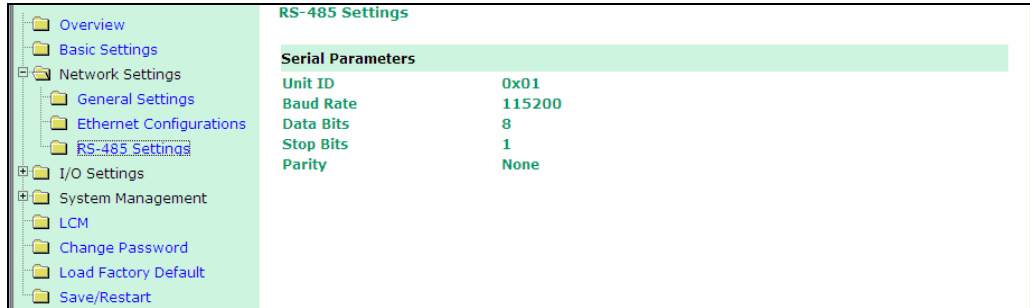 Overview
Basic Settings
Network Settings
General Settings
Ethernet Configurations
RS-485 Settings
I/O Settings
System Management
LCM
Change Password
Load Factory Default
Save/Restart
RS-485 Settings
Serial Parameters
Unit ID 0x01
Baud Rate 115200
Data Bits 8
Stop Bits 1
Parity None